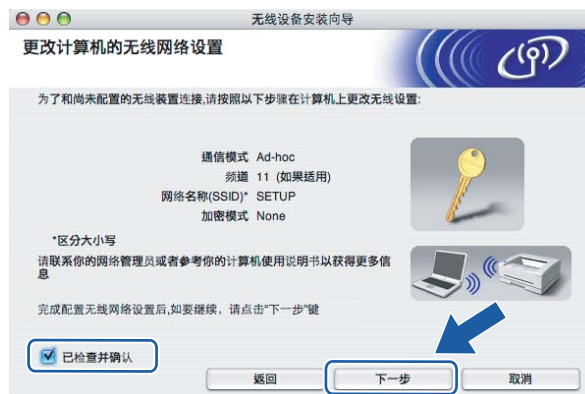 无线设备安装向导
更改计算机的无线网络设置
为了和尚未配置的无线装置连接,请按照以下步骤在计算机上更改无线设置:
通信模式 Ad-hoc
频道 11 (如果适用)
网络名称(SSID)* SETUP
加密模式 None
*区分大小写
请联系你的网络管理员或者参考你的计算机使用说明书以获得更多信
息
完成配置无线网络设置后,如要继续，请点击“下一步”键
已检查并确认
返回 下一步 取消